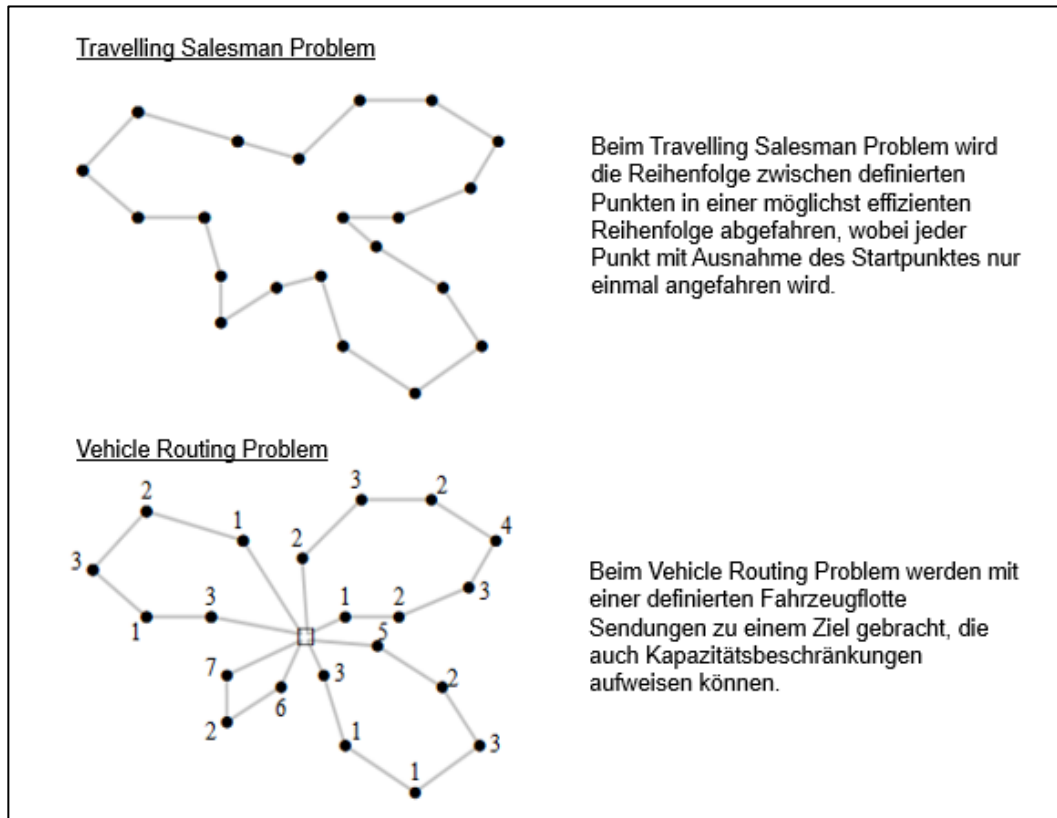 Travelling Salesman Problem
Beim Travelling Salesman Problem wird
die Reihenfolge zwischen definierten
Punkten in einer möglichst effizienten
Reihenfolge abgefahren, wobei jeder
Punkt mit Ausnahme des Startpunktes nur
einmal angefahren wird.
Vehicle Routing Problem
3 2
2
1 4
2
3
3
3 1 2
1
5
7 3
2
6
2
1 3
1
Beim Vehicle Routing Problem werden mit
einer definierten Fahrzeugflotte
Sendungen zu einem Ziel gebracht, die
auch Kapazitätsbeschränkungen
aufweisen können.